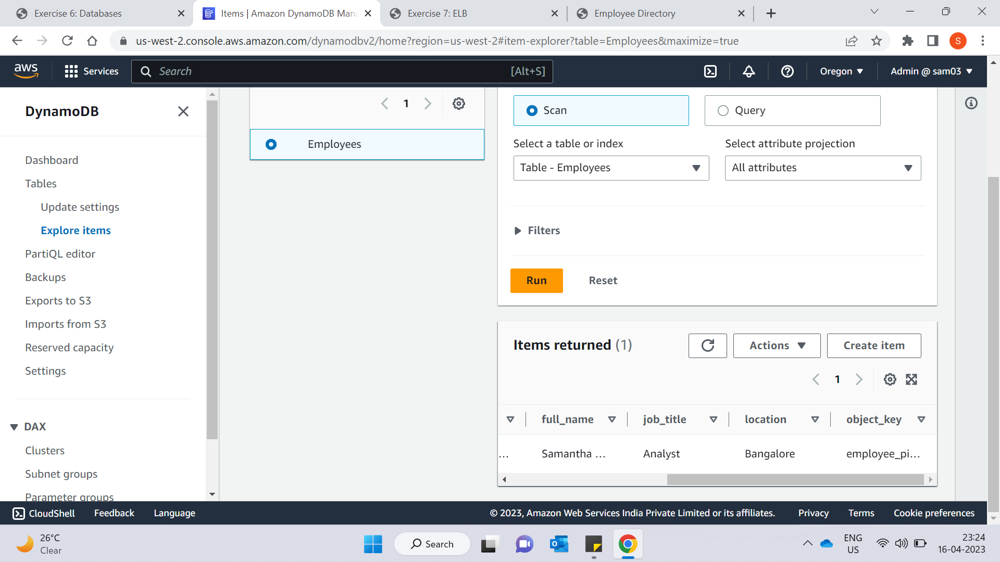 Exercise 6: Databases
Items | Amazon DynamoDB Mana
Exercise 7: ELB
Employee Directory
us-west-2.console.aws.amazon.com/dynamodbv2/home?region=us-west-2#item-explorer?table=Employees&maximize=true
S
aws
Services
Search
[Alt+S]
Oregon
Admin @ sam03
DynamoDB
Dashboard
Tables
Update settings
Explore items
PartiQL editor
Backups
Exports to S3
Imports from S3
Reserved capacity
Settings
DAX
Clusters
Subnet groups
Parameter groups
1
Employees
Scan
Query
Select a table or index
Select attribute projection
Table - Employees
All attributes
Filters
Run
Reset
Items returned (1)
Actions
Create item
1
full_name
job_title
location
object_key
...
Samantha ...
Analyst
Bangalore
employee_pi...
CloudShell
Feedback
Language
© 2023, Amazon Web Services India Private Limited or its affiliates.
Privacy
Terms
Cookie preferences
26°C
Clear
Search
ENG
US
23:24
16-04-2023